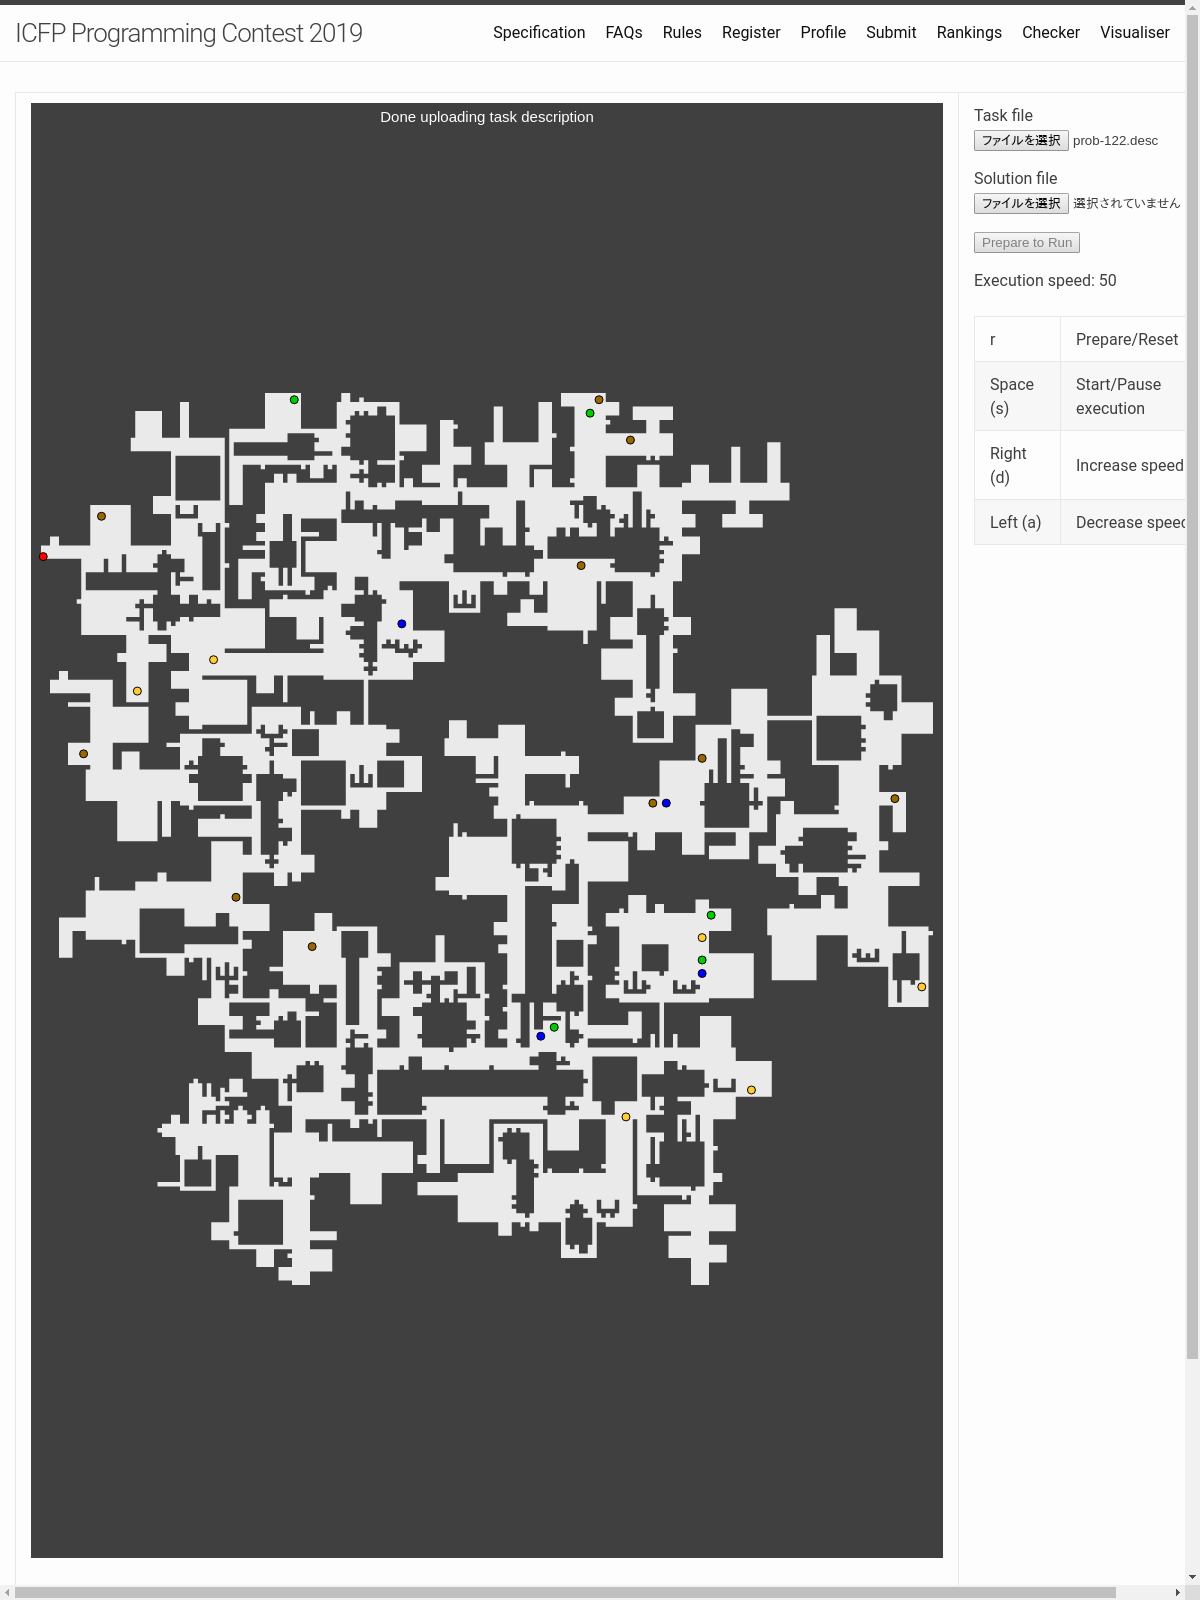 ICFP Programming Contest 2019
Specification FAQs Rules Register Profile Submit Rankings Checker Visualiser
Done uploading task description
Task file
ファイルを選択 prob-122.desc
Solution file
ファイルを選択 選択されていません
Prepare to Run
Execution speed: 50
r Prepare/Reset
Space (s) Start/Pause execution
Right (d) Increase speed
Left (a) Decrease speed